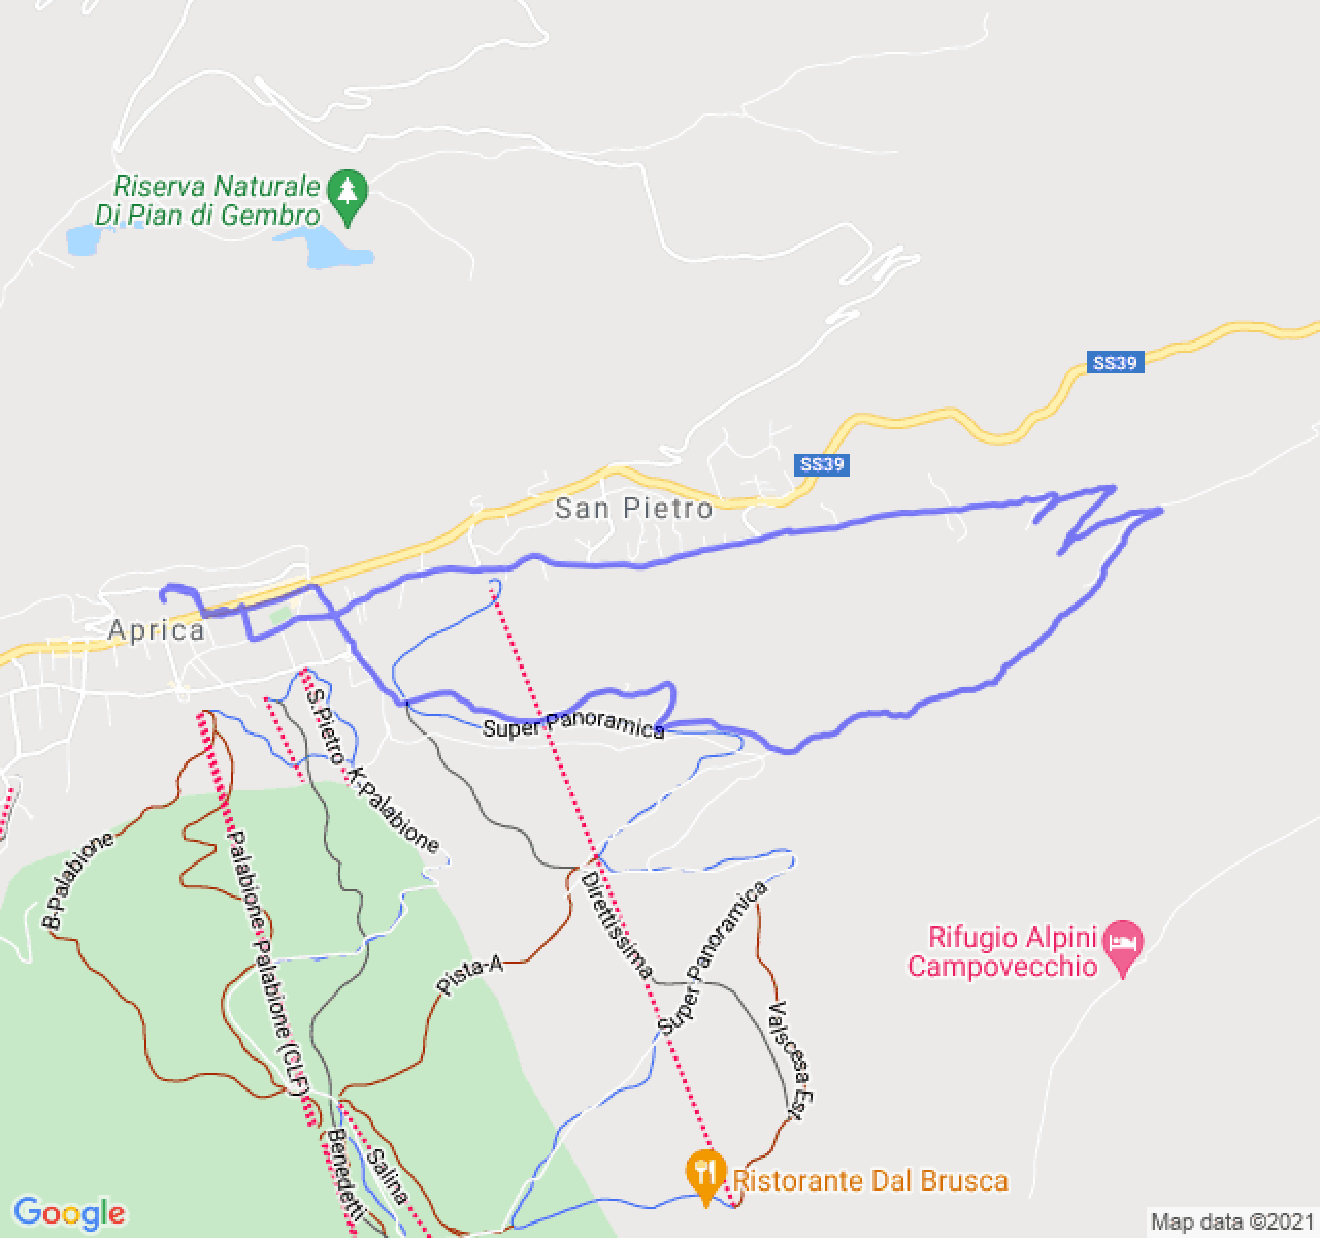 Riserva Naturale
Di Pian di Gembro
SS39
SS39
San Pietro
Aprica
S.Pietro
Super Panoramica
K-Palabione
B-Palabione
Palabione
Palabione (CLF)
Direttissima
Super Panoramica
Pista-A
Rifugio Alpini
Campovecchio
Valscesa Est
Benedetti
Salina
Ristorante Dal Brusca
Google
Map data ©2021